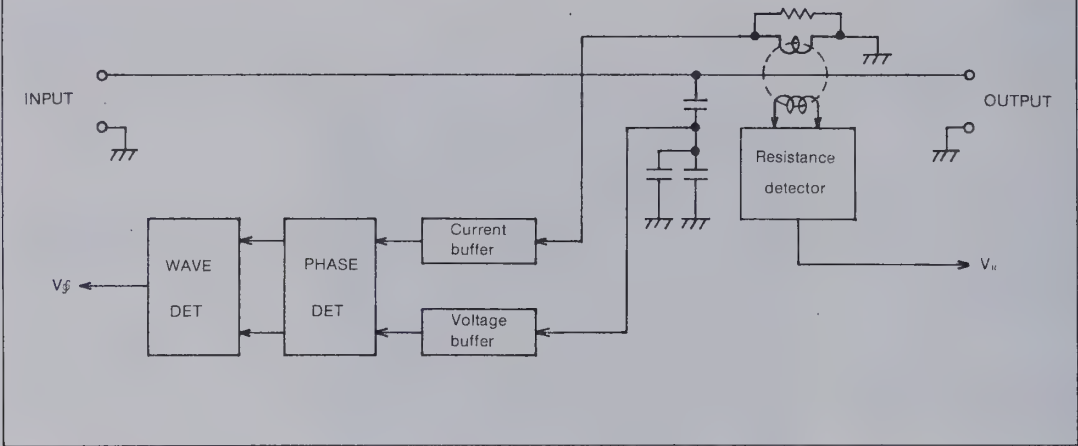 INPUT
OUTPUT
Resistance
detector
Current
buffer
WAVE
DET
PHASE
DET
Voltage
buffer